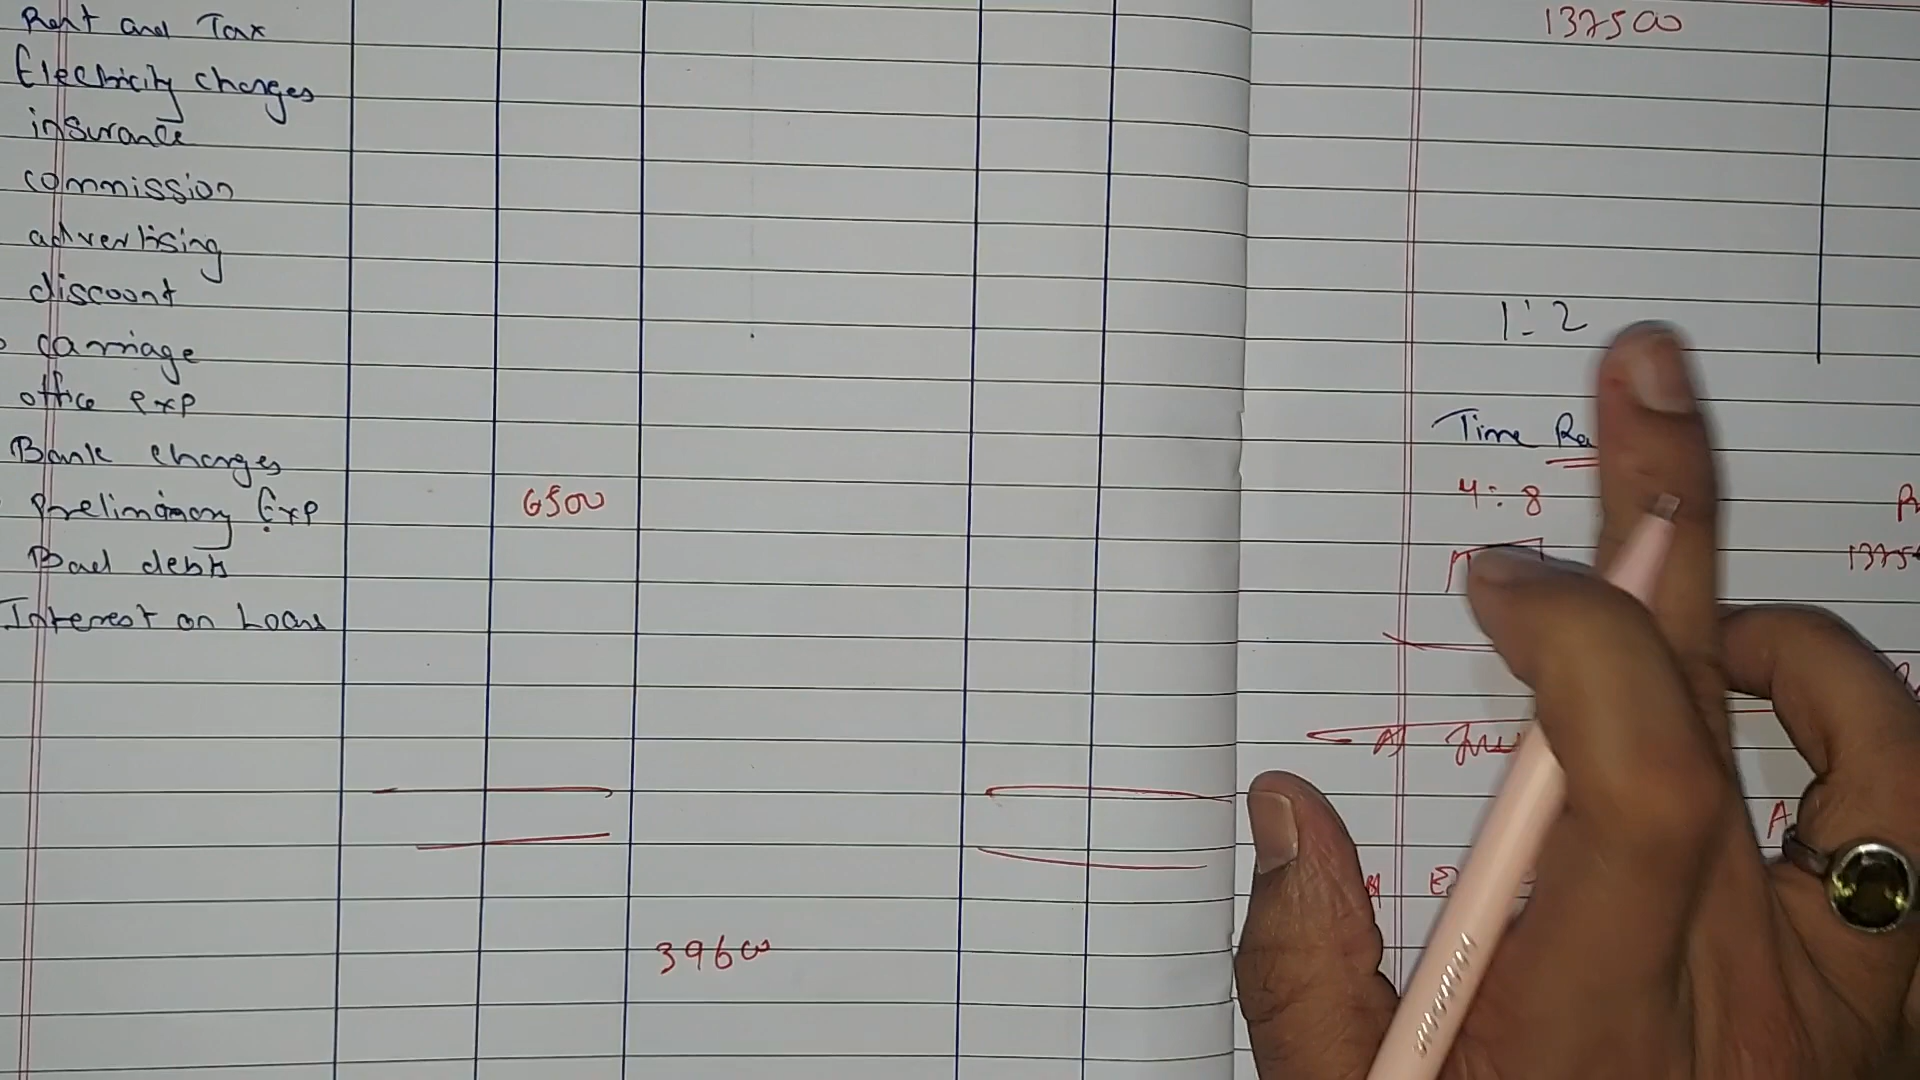 Rent and Tax
Electricity charges
insurance
commission
advertising
discount
carriage
office exp
Bank charges
Preliminary Exp 6500
Bad debts
Interest on Loan
39600
137500
1:2
Time
4:8